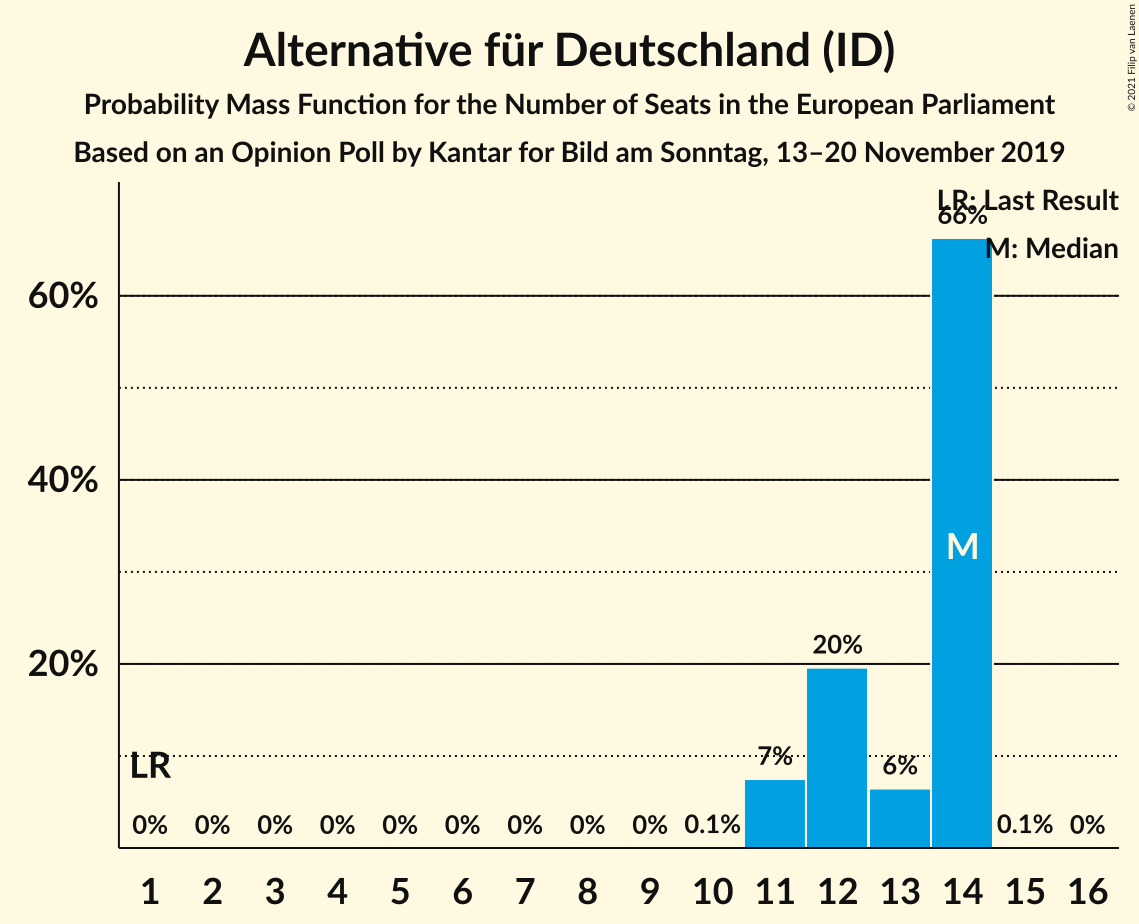 Alternative für Deutschland (ID)
Probability Mass Function for the Number of Seats in the European Parliament
Based on an Opinion Poll by Kantar for Bild am Sonntag, 13–20 November 2019
© 2021 Filip van Laenen
LR: Last Result
66%
M: Median
60%
40%
M
20%
20%
7%
6%
LR
0% 0% 0% 0% 0% 0% 0% 0% 0% 0.1% 0.1% 0%
1 2 3 4 5 6 7 8 9 10 11 12 13 14 15 16